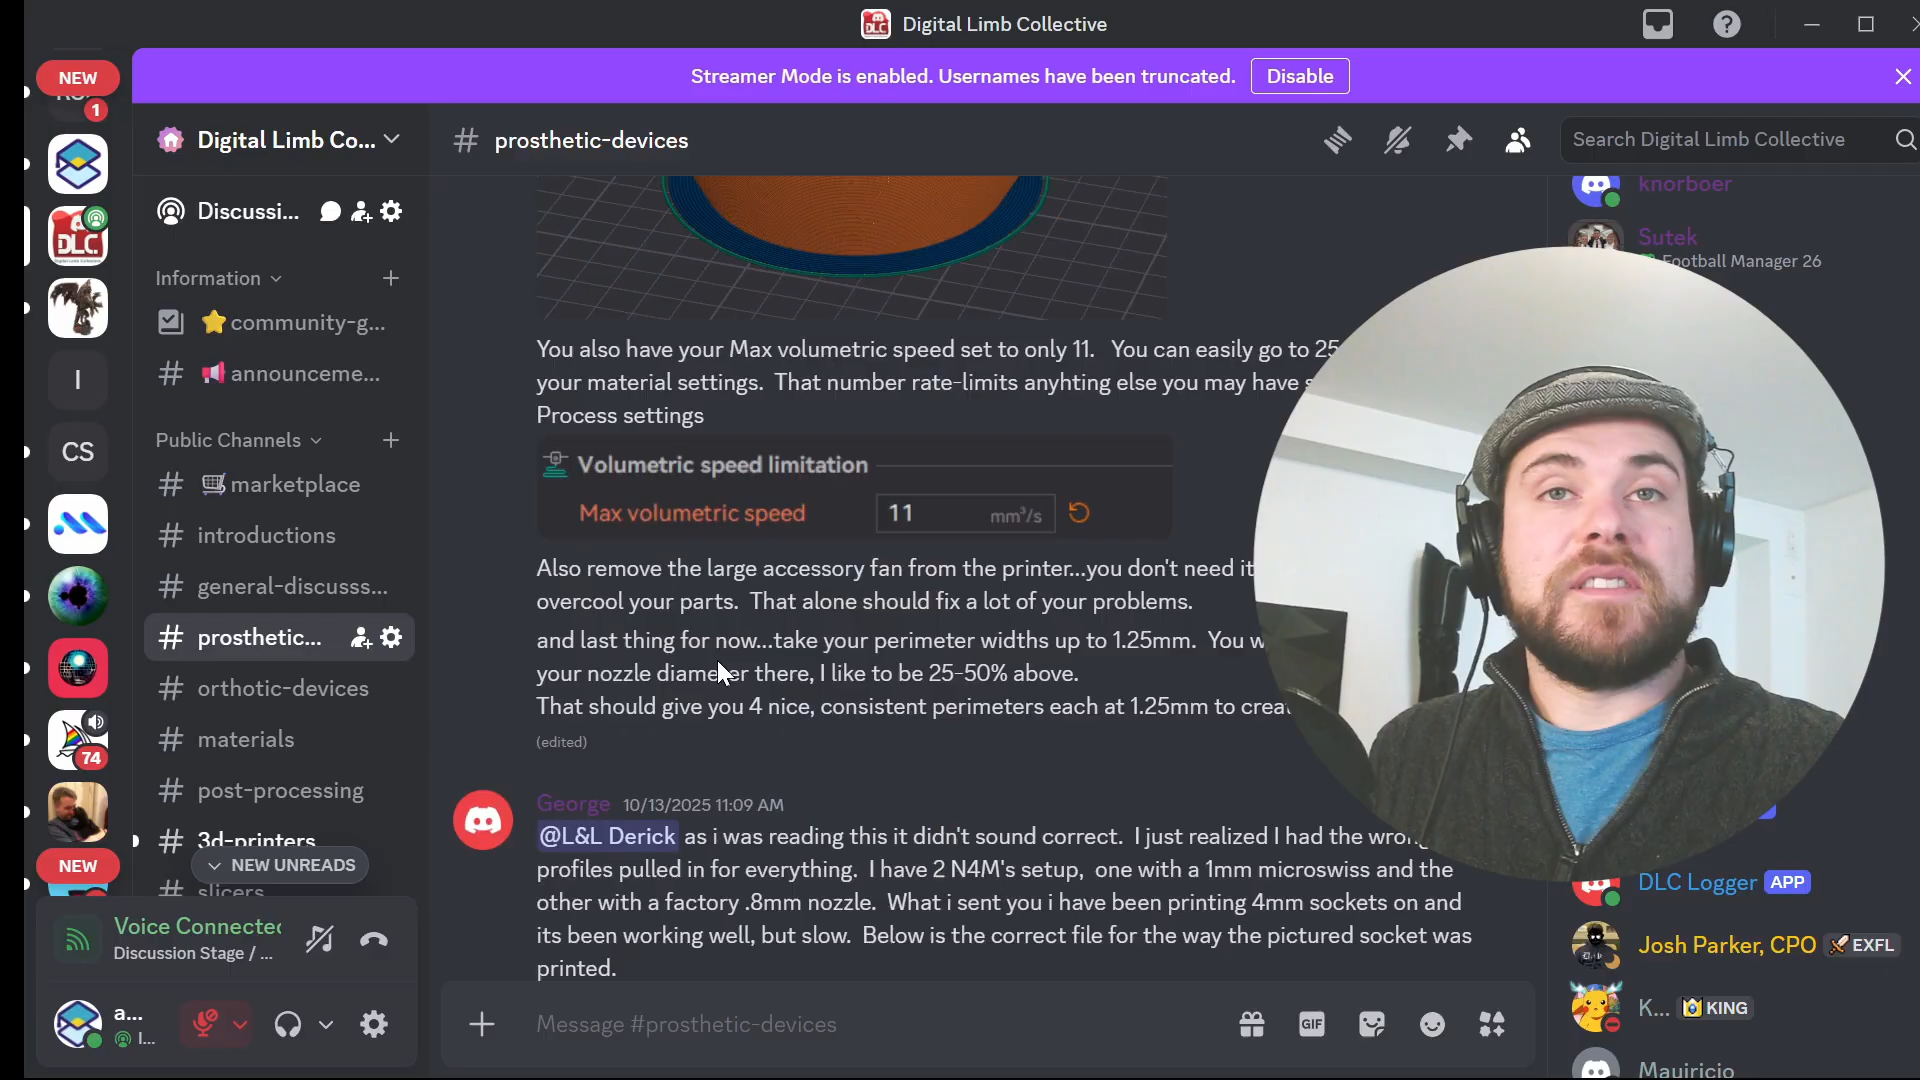 Digital Limb Collective
Streamer Mode is enabled. Usernames have been truncated.
Disable
NEW
1
DLC
I
CS
74
NEW
Digital Limb Co...
Discussi...
Information
community-g...
announceme...
Public Channels
marketplace
introductions
general-discusss...
prosthetic...
orthotic-devices
materials
post-processing
3d-printers
NEW UNREADS
slicers
Voice Connected
Discussion Stage / ...
a...
# prosthetic-devices
Search Digital Limb Collective
You also have your Max volumetric speed set to only 11. You can easily go to 25
your material settings. That number rate-limits anyhting else you may have
Process settings
Volumetric speed limitation
Max volumetric speed 11 mm³/s
Also remove the large accessory fan from the printer...you don't need it
overcool your parts. That alone should fix a lot of your problems.
and last thing for now...take your perimeter widths up to 1.25mm. You
your nozzle diameter there, I like to be 25-50% above.
That should give you 4 nice, consistent perimeters each at 1.25mm to
(edited)
George 10/13/2025 11:09 AM
@L&L Derick as i was reading this it didn't sound correct. I just realized I had the
profiles pulled in for everything. I have 2 N4M's setup, one with a 1mm microswiss and the
other with a factory .8mm nozzle. What i sent you i have been printing 4mm sockets on and
its been working well, but slow. Below is the correct file for the way the pictured socket was
printed.
Message #prosthetic-devices
GIF
knorboer
Sutek
Football Manager 26
DLC Logger APP
Josh Parker, CPO EXFL
K... KING
Mauiricio